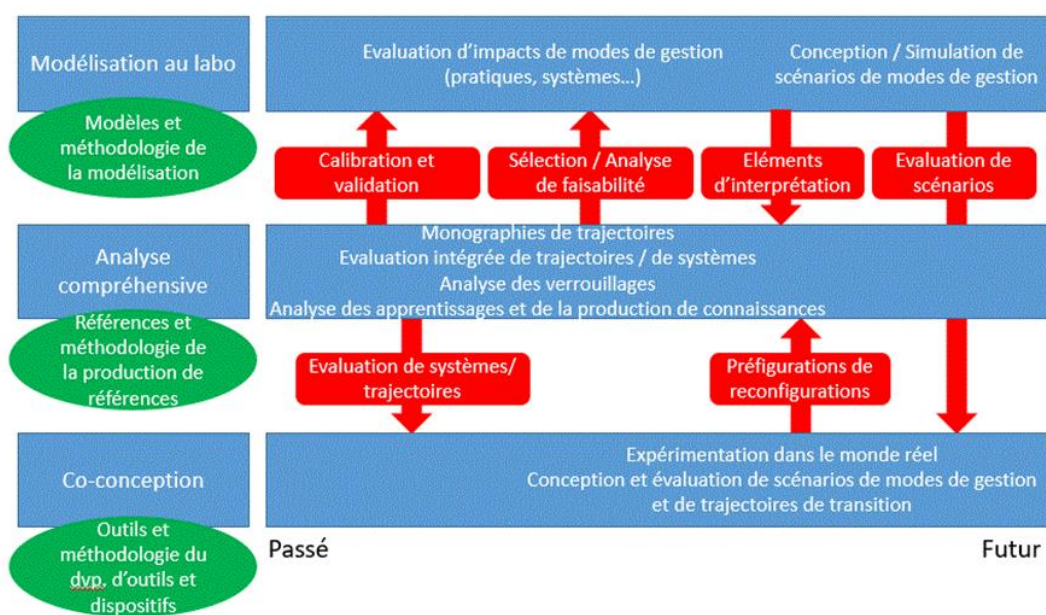 Modélisation au labo
Evaluation d'impacts de modes de gestion
(pratiques, systèmes...)
Conception / Simulation de
scénarios de modes de gestion
Modèles et
méthodologie de
la modélisation
Calibration et
validation
Sélection / Analyse
de faisabilité
Eléments
d'interprétation
Evaluation de
scénarios
Analyse
compréhensive
Monographies de trajectoires
Evaluation intégrée de trajectoires / de systèmes
Analyse des verrouillages
Analyse des apprentissages et de la production de connaissances
Références et
méthodologie de
la production de
références
Evaluation de systèmes/
trajectoires
Préfigurations de
reconfigurations
Co-conception
Expérimentation dans le monde réel
Conception et évaluation de scénarios de modes de gestion
et de trajectoires de transition
Outils et
méthodologie du
dvp. d'outils et
dispositifs
Passé
Futur